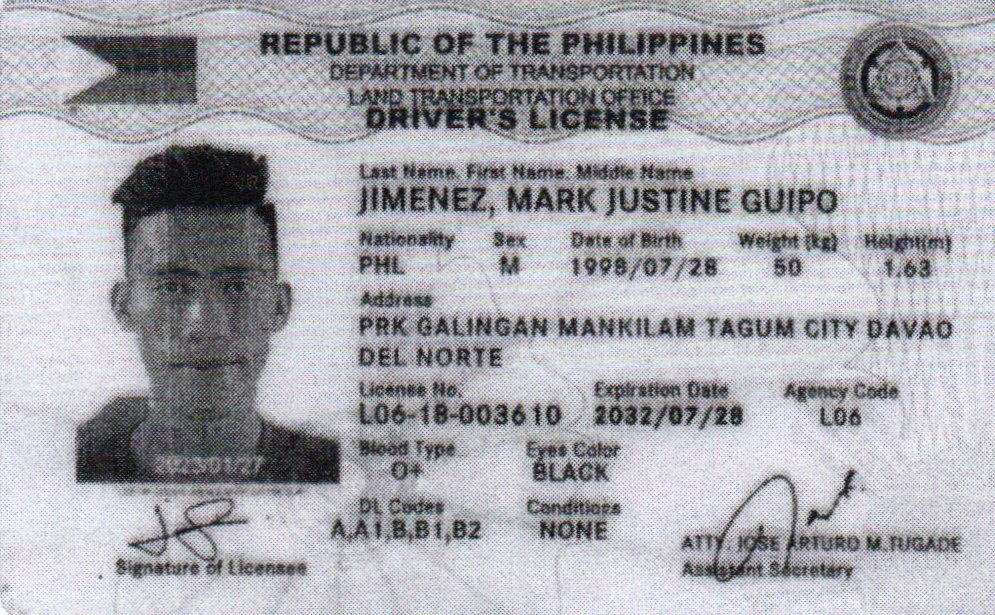 REPUBLIC OF THE PHILIPPINES
DEPARTMENT OF TRANSPORTATION
LAND TRANSPORTATION OFFICE
DRIVER'S LICENSE
Last Name, First Name, Middle Name
JIMENEZ, MARK JUSTINE GUIPO
Nationality Sex Date of Birth Weight (kg) Height(m)
PHL M 1998/07/28 50 1.63
Address
PRK GALINGAN MANKILAM TAGUM CITY DAVAO
DEL NORTE
License No. Expiration Date Agency Code
L06-18-003610 2032/07/28 L06
Blood Type Eyes Color
O+ BLACK
DL Codes Conditions
A,A1,B,B1,B2 NONE
ATTY. JOSE ARTURO M.TUGADE
Signature of Licensee Assistant Secretary